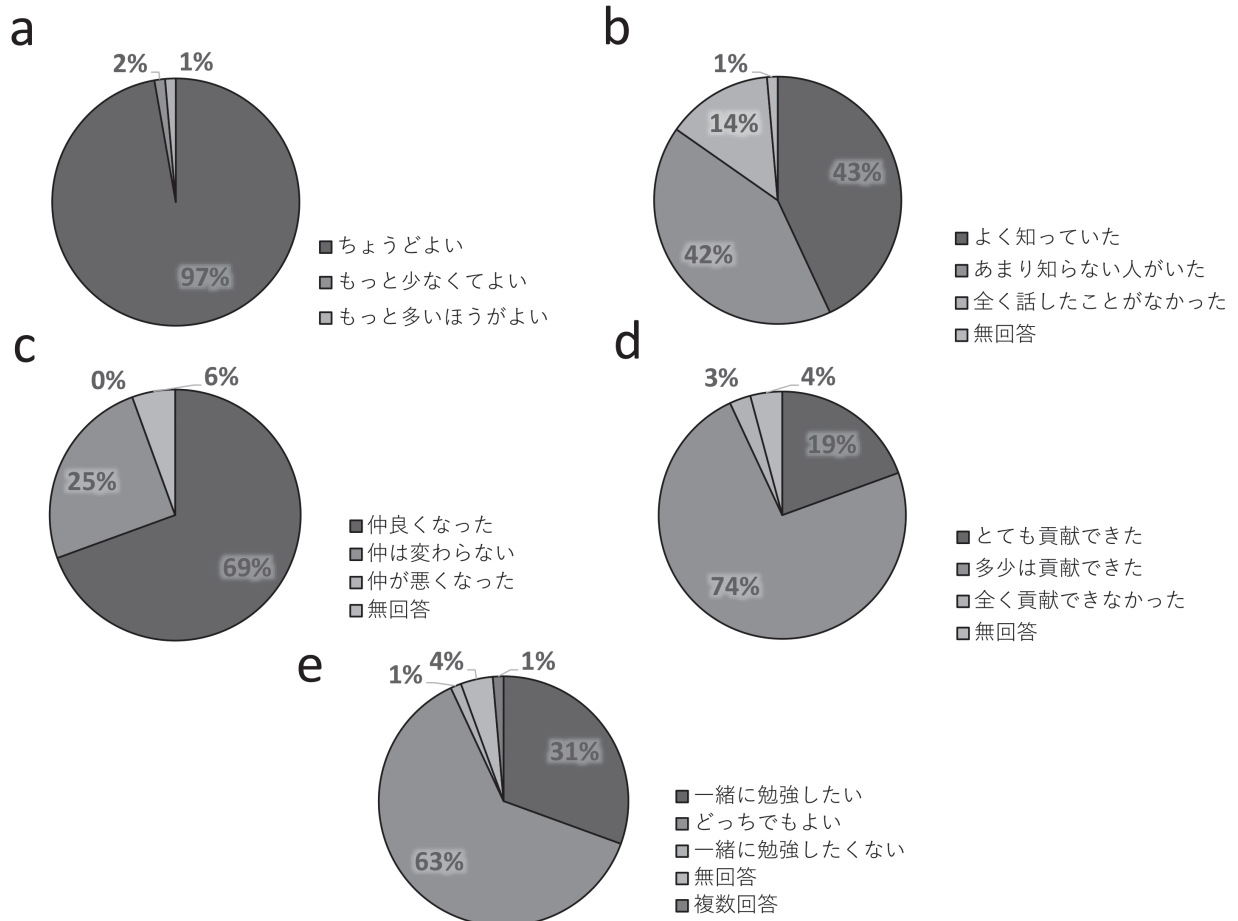 a
2%
1%
97%
ちょうどよい
もっと少なくてよい
もっと多いほうがよい
b
1%
14%
43%
42%
よく知っていた
あまり知らない人がいた
全く話したことがなかった
無回答
c
0%
6%
25%
69%
仲良くなった
仲は変わらない
仲が悪くなった
無回答
d
3%
4%
19%
74%
とても貢献できた
多少は貢献できた
全く貢献できなかった
無回答
e
1%
4%
1%
31%
63%
一緒に勉強したい
どっちでもよい
一緒に勉強したくない
無回答
複数回答